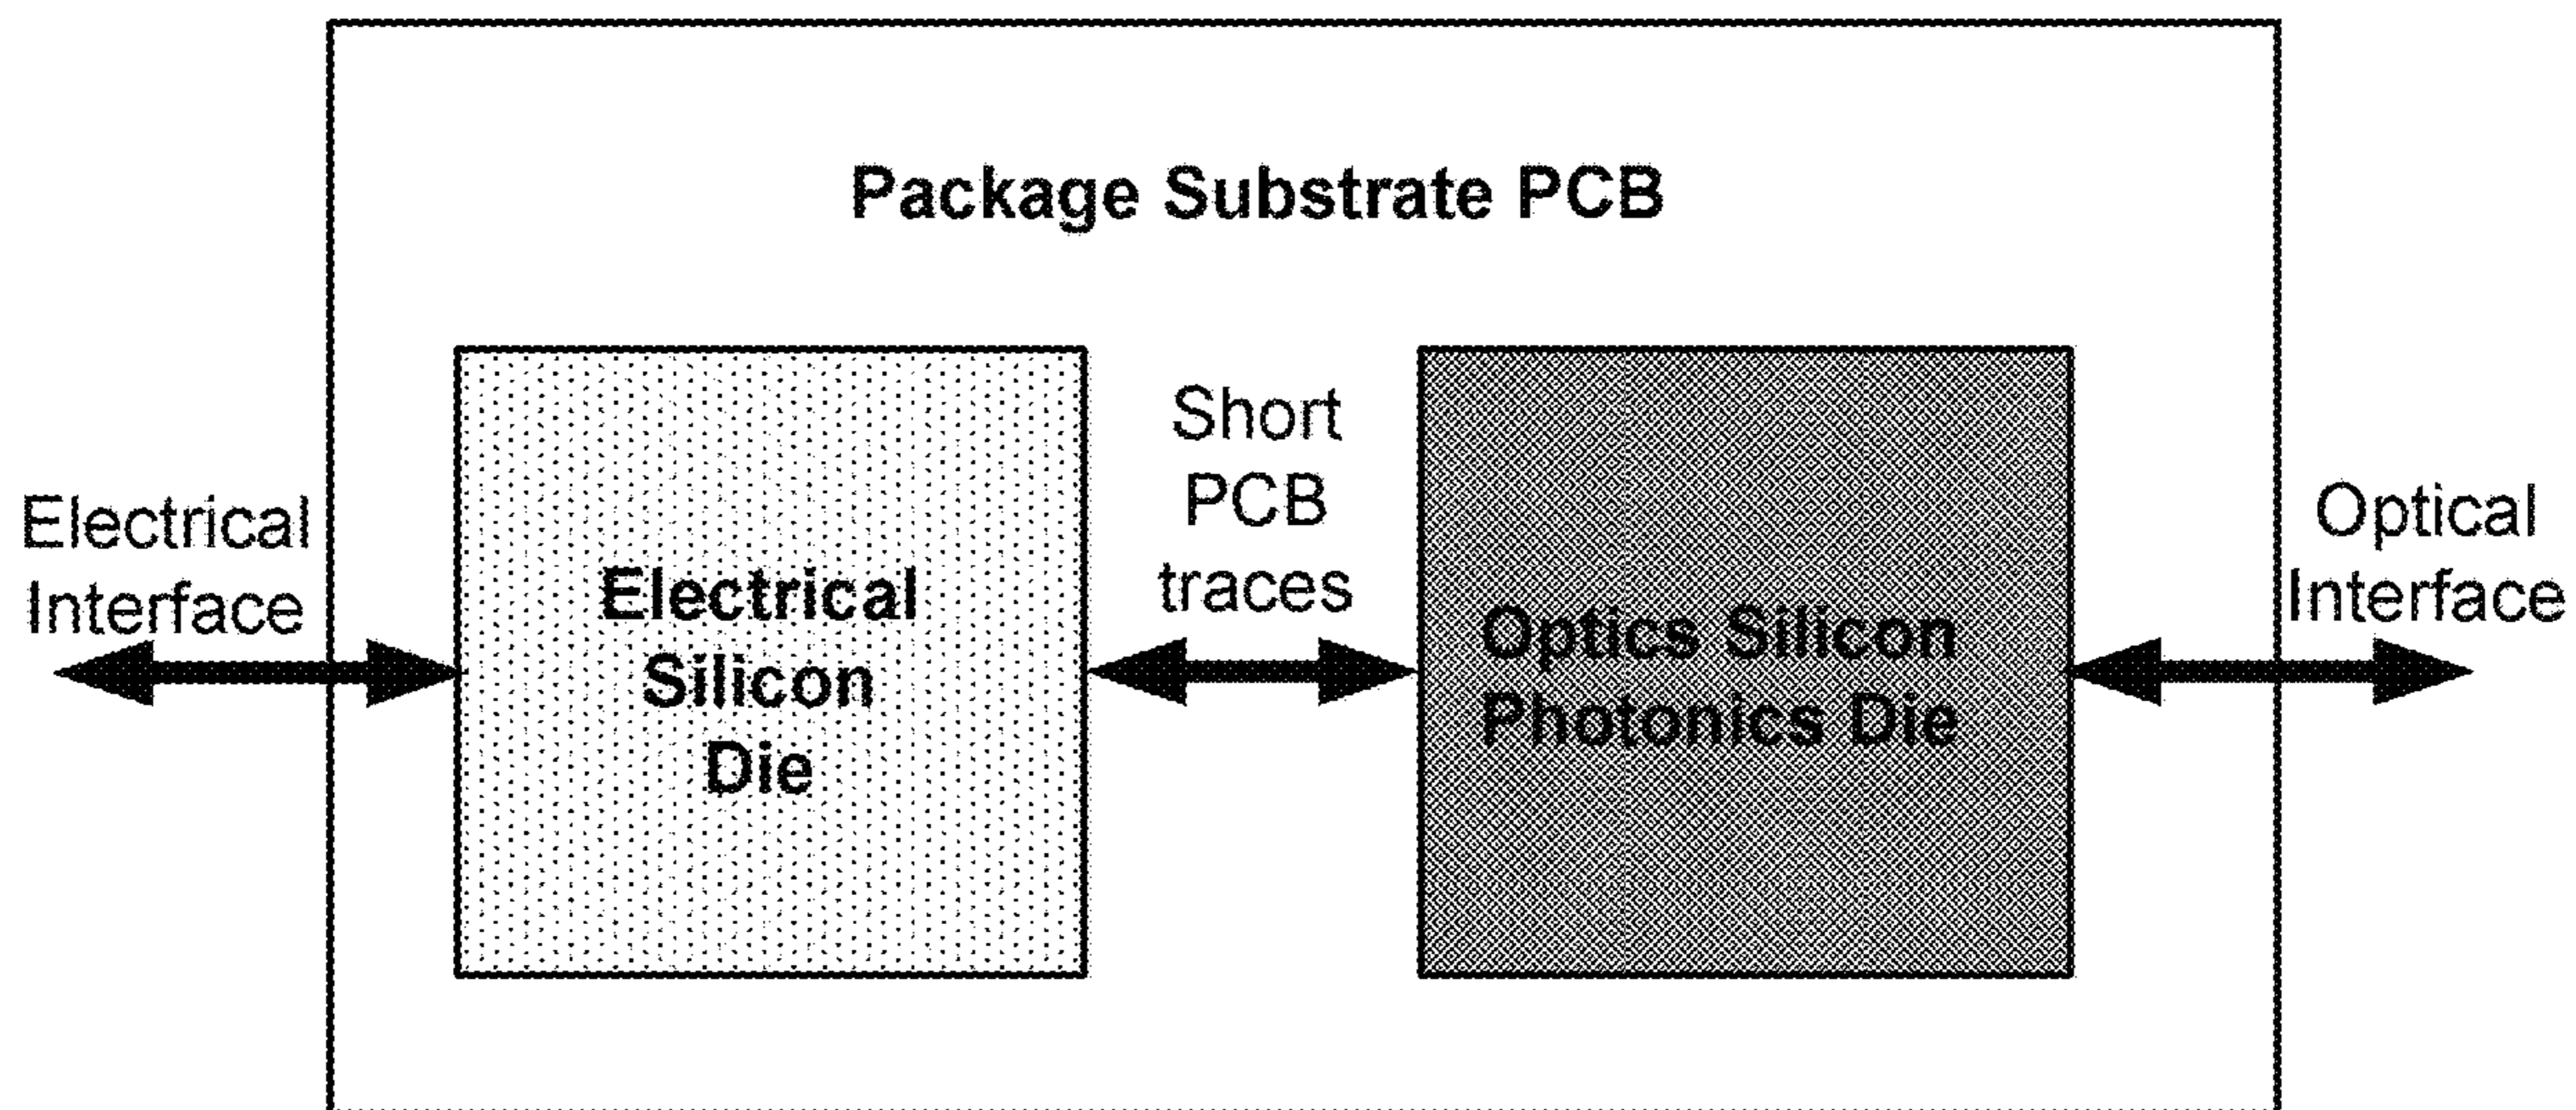 Package Substrate PCB
Electrical
Interface
Electrical
Silicon
Die
Short
PCB
traces
Optics Silicon
Photonics Die
Optical
Interface